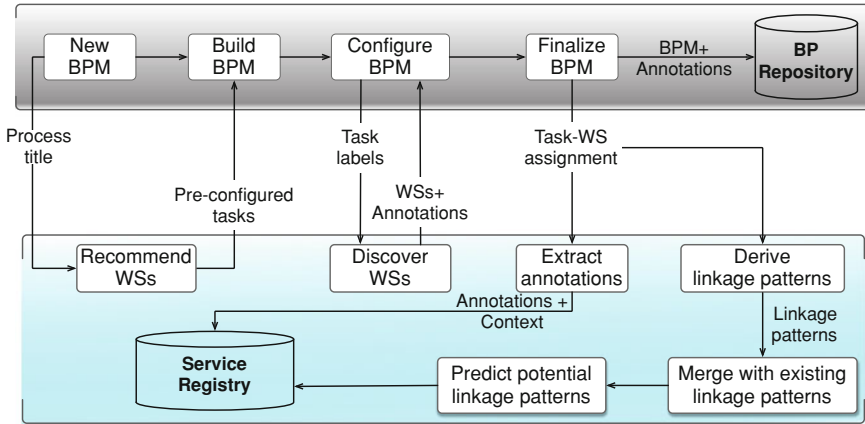 New
BPM
Build
BPM
Configure
BPM
Finalize
BPM
BPM+
Annotations
BP
Repository
Process
title
Pre-configured
tasks
Task
labels
WSs+
Annotations
Task-WS
assignment
Recommend
WSs
Discover
WSs
Extract
annotations
Derive
linkage patterns
Annotations +
Context
Linkage
patterns
Service
Registry
Predict potential
linkage patterns
Merge with existing
linkage patterns